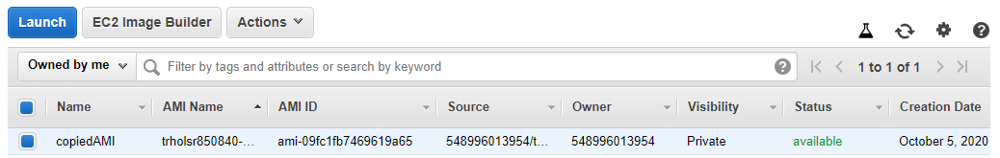 Launch EC2 Image Builder Actions
Owned by me Filter by tags and attributes or search by keyword 1 to 1 of 1
Name AMI Name AMI ID Source Owner Visibility Status Creation Date
copiedAMI trholsr850840-... ami-09fc1fb7469619a65 548996013954/t... 548996013954 Private available October 5, 2020